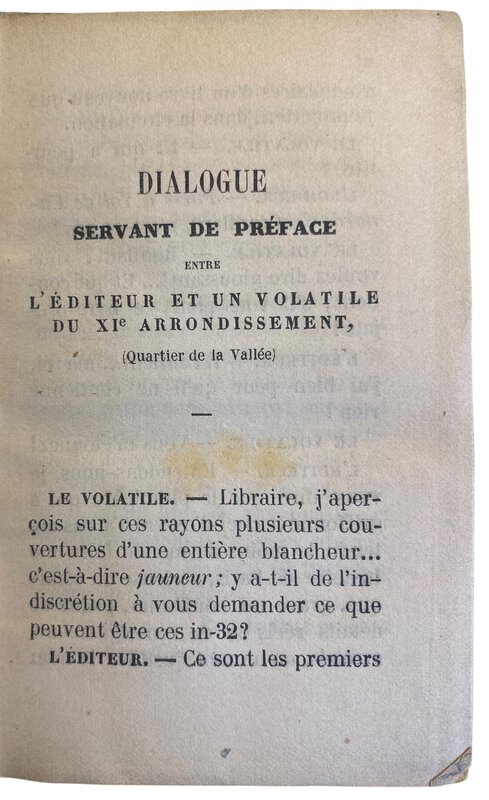 DIALOGUE
SERVANT DE PRÉFACE
ENTRE
L'ÉDITEUR ET UN VOLATILE
DU XIe ARRONDISSEMENT,
(Quartier de la Vallée)
—
LE VOLATILE. — Libraire, j'aper-
çois sur ces rayons plusieurs cou-
vertures d'une entière blancheur...
c'est-à-dire jauneur; y a-t-il de l'in-
discrétion à vous demander ce que
peuvent être ces in-32?
L'ÉDITEUR. — Ce sont les premiers